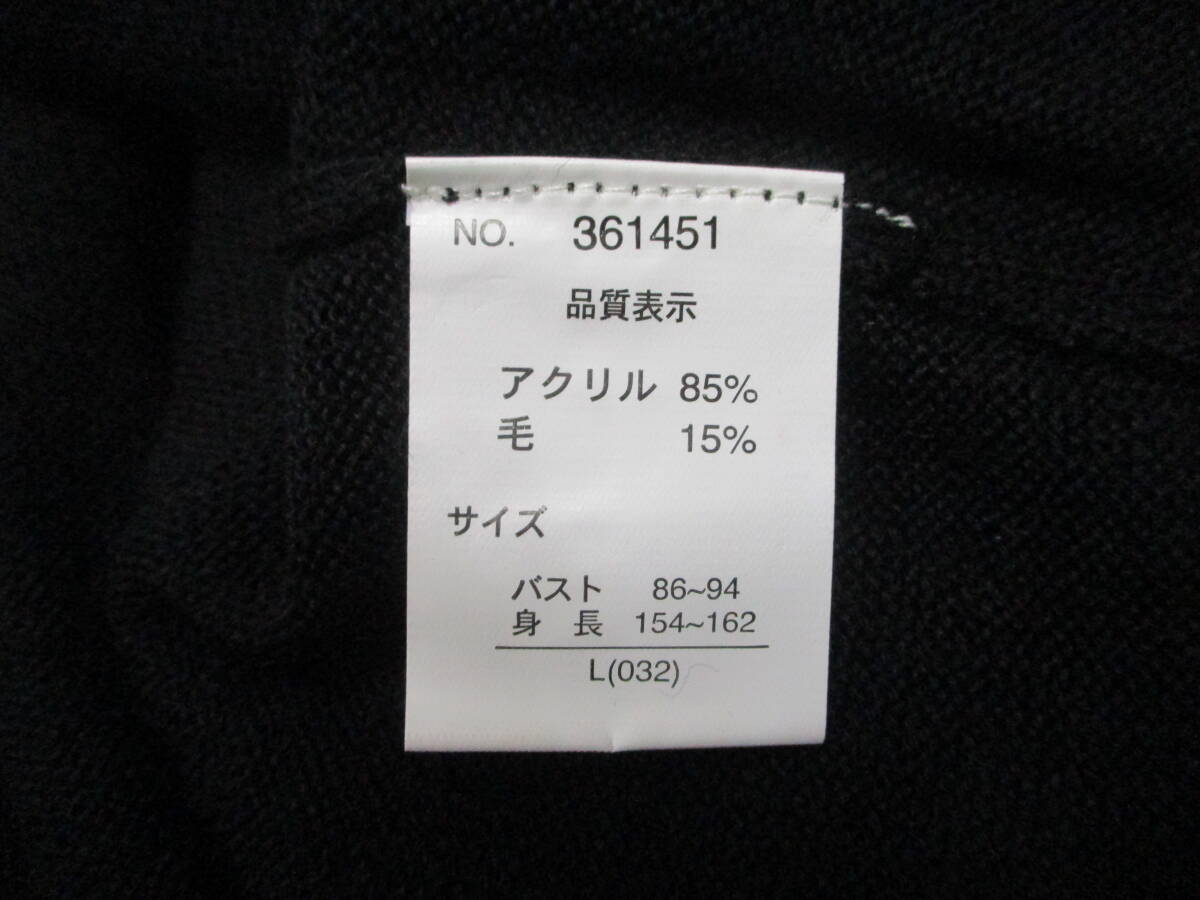 NO. 361451
品質表示
アクリル 85%
毛 15%
サイズ
バスト 86~94
身 長 154~162
L(032)